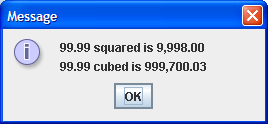 Message
99.99 squared is 9,998.00
99.99 cubed is 999,700.03
OK